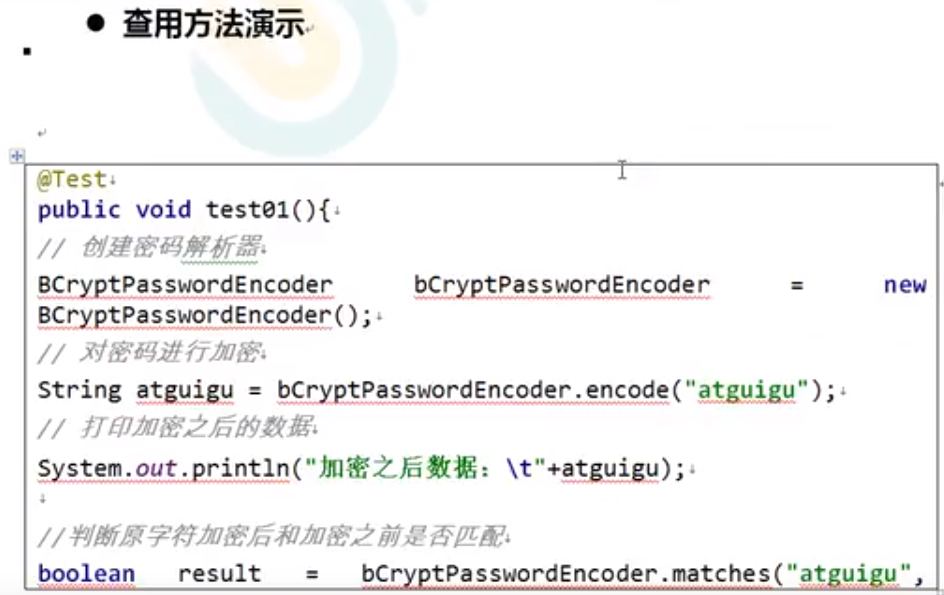 ● 查用方法演示
@Test
public void test01(){
// 创建密码解析器
BCryptPasswordEncoder bCryptPasswordEncoder = new
BCryptPasswordEncoder();
// 对密码进行加密
String atguigu = bCryptPasswordEncoder.encode("atguigu");
// 打印加密之后的数据
System.out.println("加密之后数据：\t"+atguigu);
//判断原字符加密后和加密之前是否匹配
boolean result = bCryptPasswordEncoder.matches("atguigu",